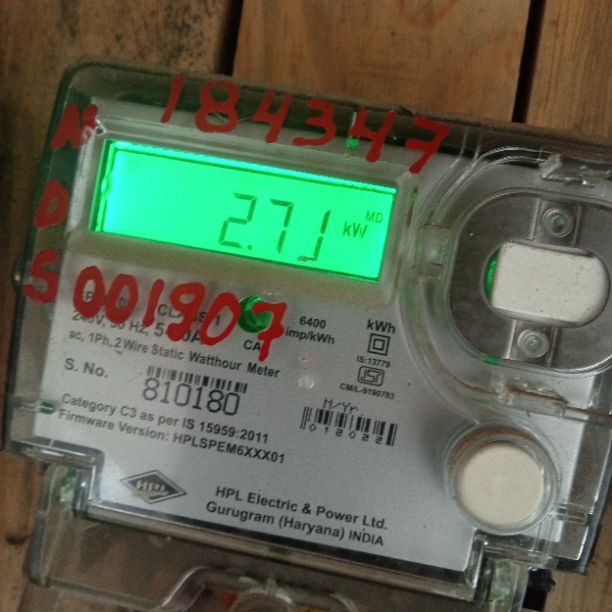 184347
N
MD
2.71 kW
D
S 001907
6400
imp/kWh
kWh
ac, 1Ph, 2 Wire Static Watthour Meter
IS:13779
CM/L-9190783
S. No.
810180
M/Yr
Category C3 as per IS 15959:2011
Firmware Version: HPLSPEM6XXX01
HPL
HPL Electric & Power Ltd.
Gurugram (Haryana) INDIA